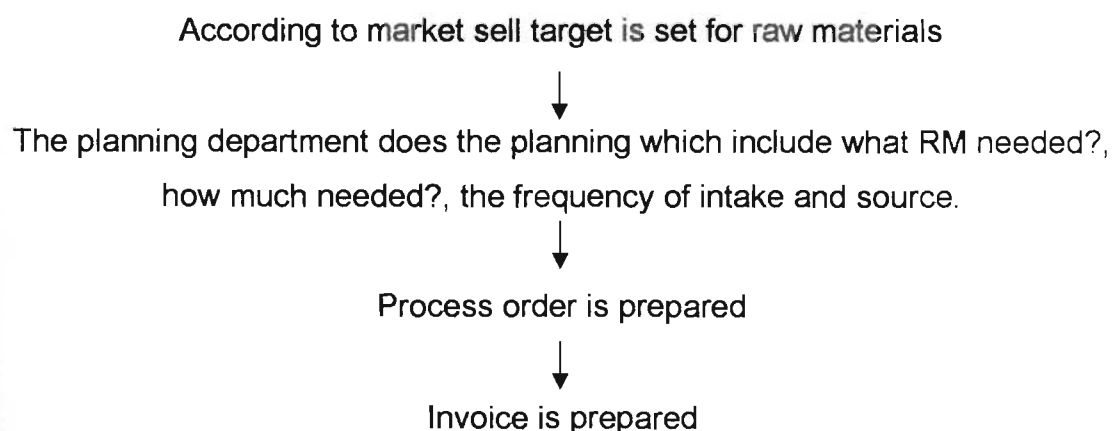 According to market sell target is set for raw materials
The planning department does the planning which include what RM needed?,
how much needed?, the frequency of intake and source.
Process order is prepared
Invoice is prepared